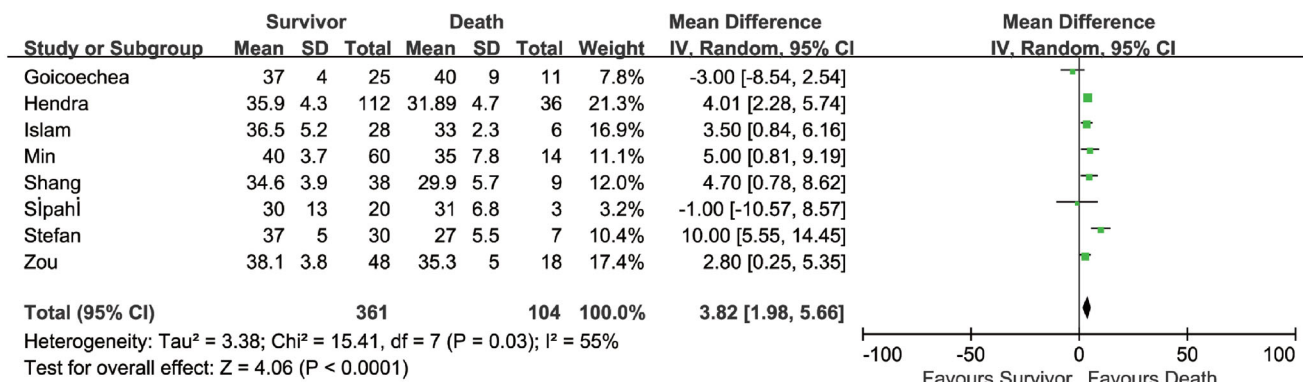 Survivor Death Mean Difference Mean Difference
Study or Subgroup Mean SD Total Mean SD Total Weight IV, Random, 95% CI IV, Random, 95% CI
Goicoechea 37 4 25 40 9 11 7.8% -3.00 [-8.54, 2.54]
Hendra 35.9 4.3 112 31.89 4.7 36 21.3% 4.01 [2.28, 5.74]
Islam 36.5 5.2 28 33 2.3 6 16.9% 3.50 [0.84, 6.16]
Min 40 3.7 60 35 7.8 14 11.1% 5.00 [0.81, 9.19]
Shang 34.6 3.9 38 29.9 5.7 9 12.0% 4.70 [0.78, 8.62]
Sİpahİ 30 13 20 31 6.8 3 3.2% -1.00 [-10.57, 8.57]
Stefan 37 5 30 27 5.5 7 10.4% 10.00 [5.55, 14.45]
Zou 38.1 3.8 48 35.3 5 18 17.4% 2.80 [0.25, 5.35]
Total (95% CI) 361 104 100.0% 3.82 [1.98, 5.66]
Heterogeneity: Tau² = 3.38; Chi² = 15.41, df = 7 (P = 0.03); I² = 55%
Test for overall effect: Z = 4.06 (P < 0.0001)
-100 -50 0 50 100
Favours Survivor Favours Death